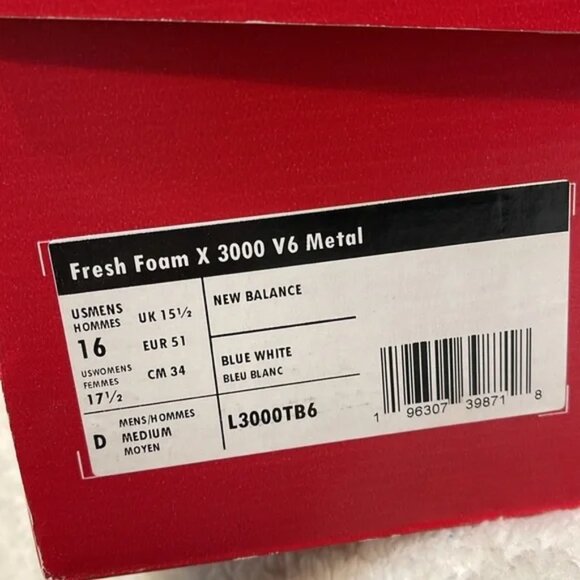 Fresh Foam X 3000 V6 Metal
USMENS
HOMMES
16
USWOMENS
FEMMES
17½
UK 15½
EUR 51
CM 34
NEW BALANCE
BLUE WHITE
BLEU BLANC
D
MENS/HOMMES
MEDIUM
MOYEN
L3000TB6
1 96307 39871 8